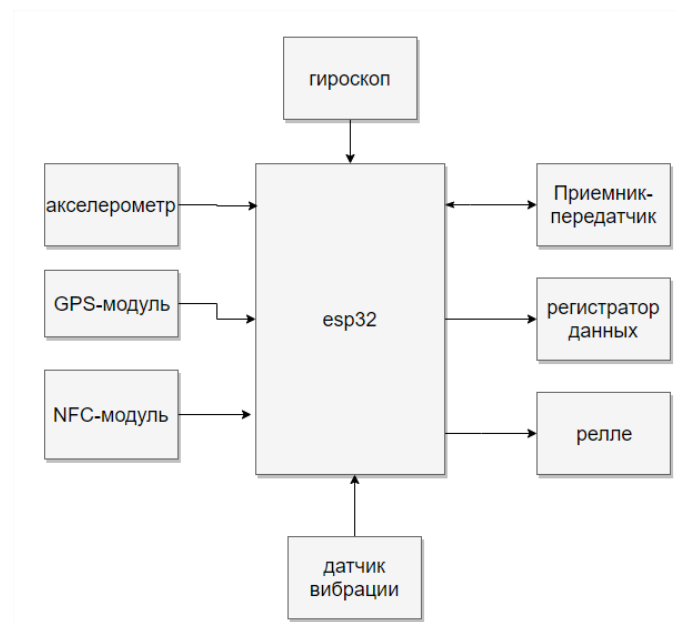 гироскоп
акселерометр
Приемник-
передатчик
GPS-модуль
esp32
регистратор
данных
NFC-модуль
релле
датчик
вибрации